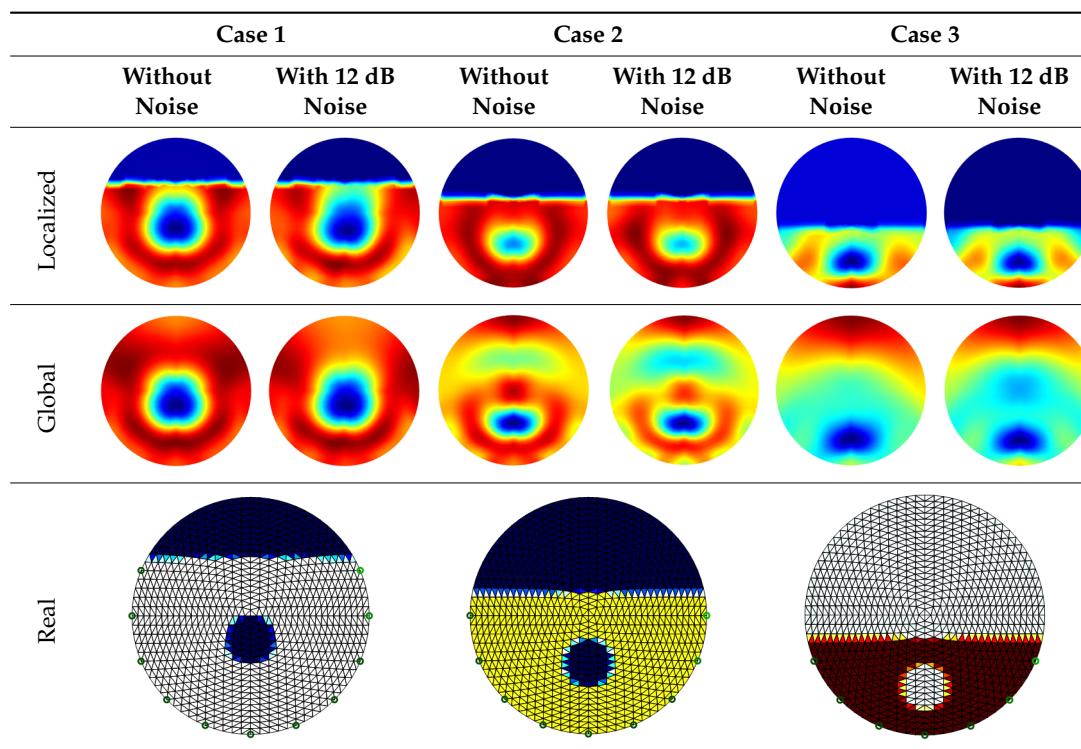 Case 1 Case 2 Case 3
Without With 12 dB Without With 12 dB Without With 12 dB
Noise Noise Noise Noise Noise Noise
Localized
Global
Real